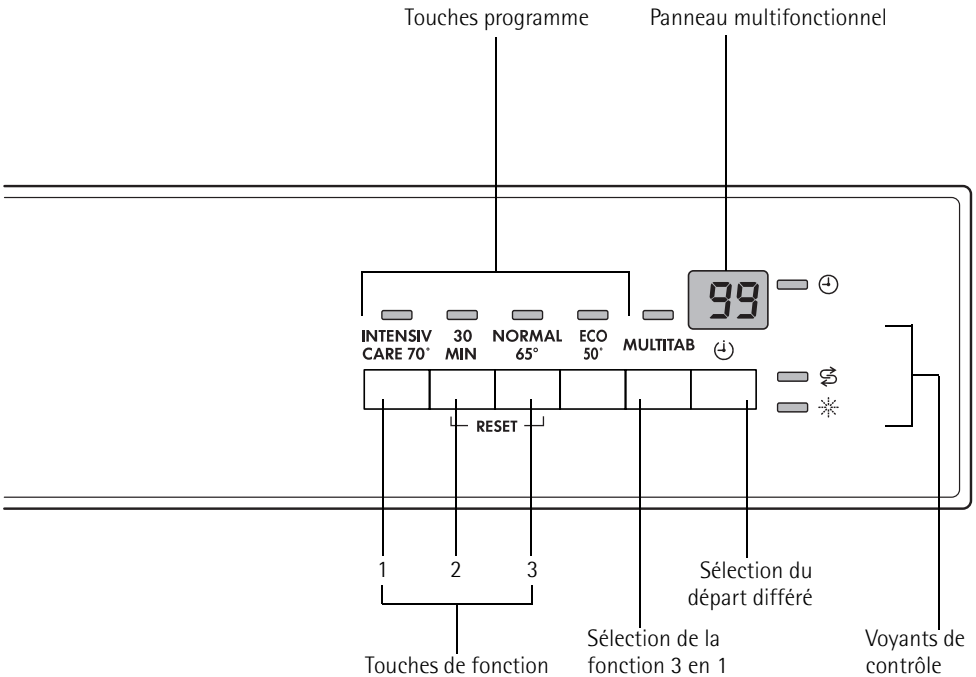 Touches programme
Panneau multifonctionnel
99
INTENSIV
CARE 70°
30
MIN
NORMAL
65°
ECO
50°
MULTITAB
RESET
1
2
3
Sélection du
départ différé
Touches de fonction
Sélection de la
fonction 3 en 1
Voyants de
contrôle